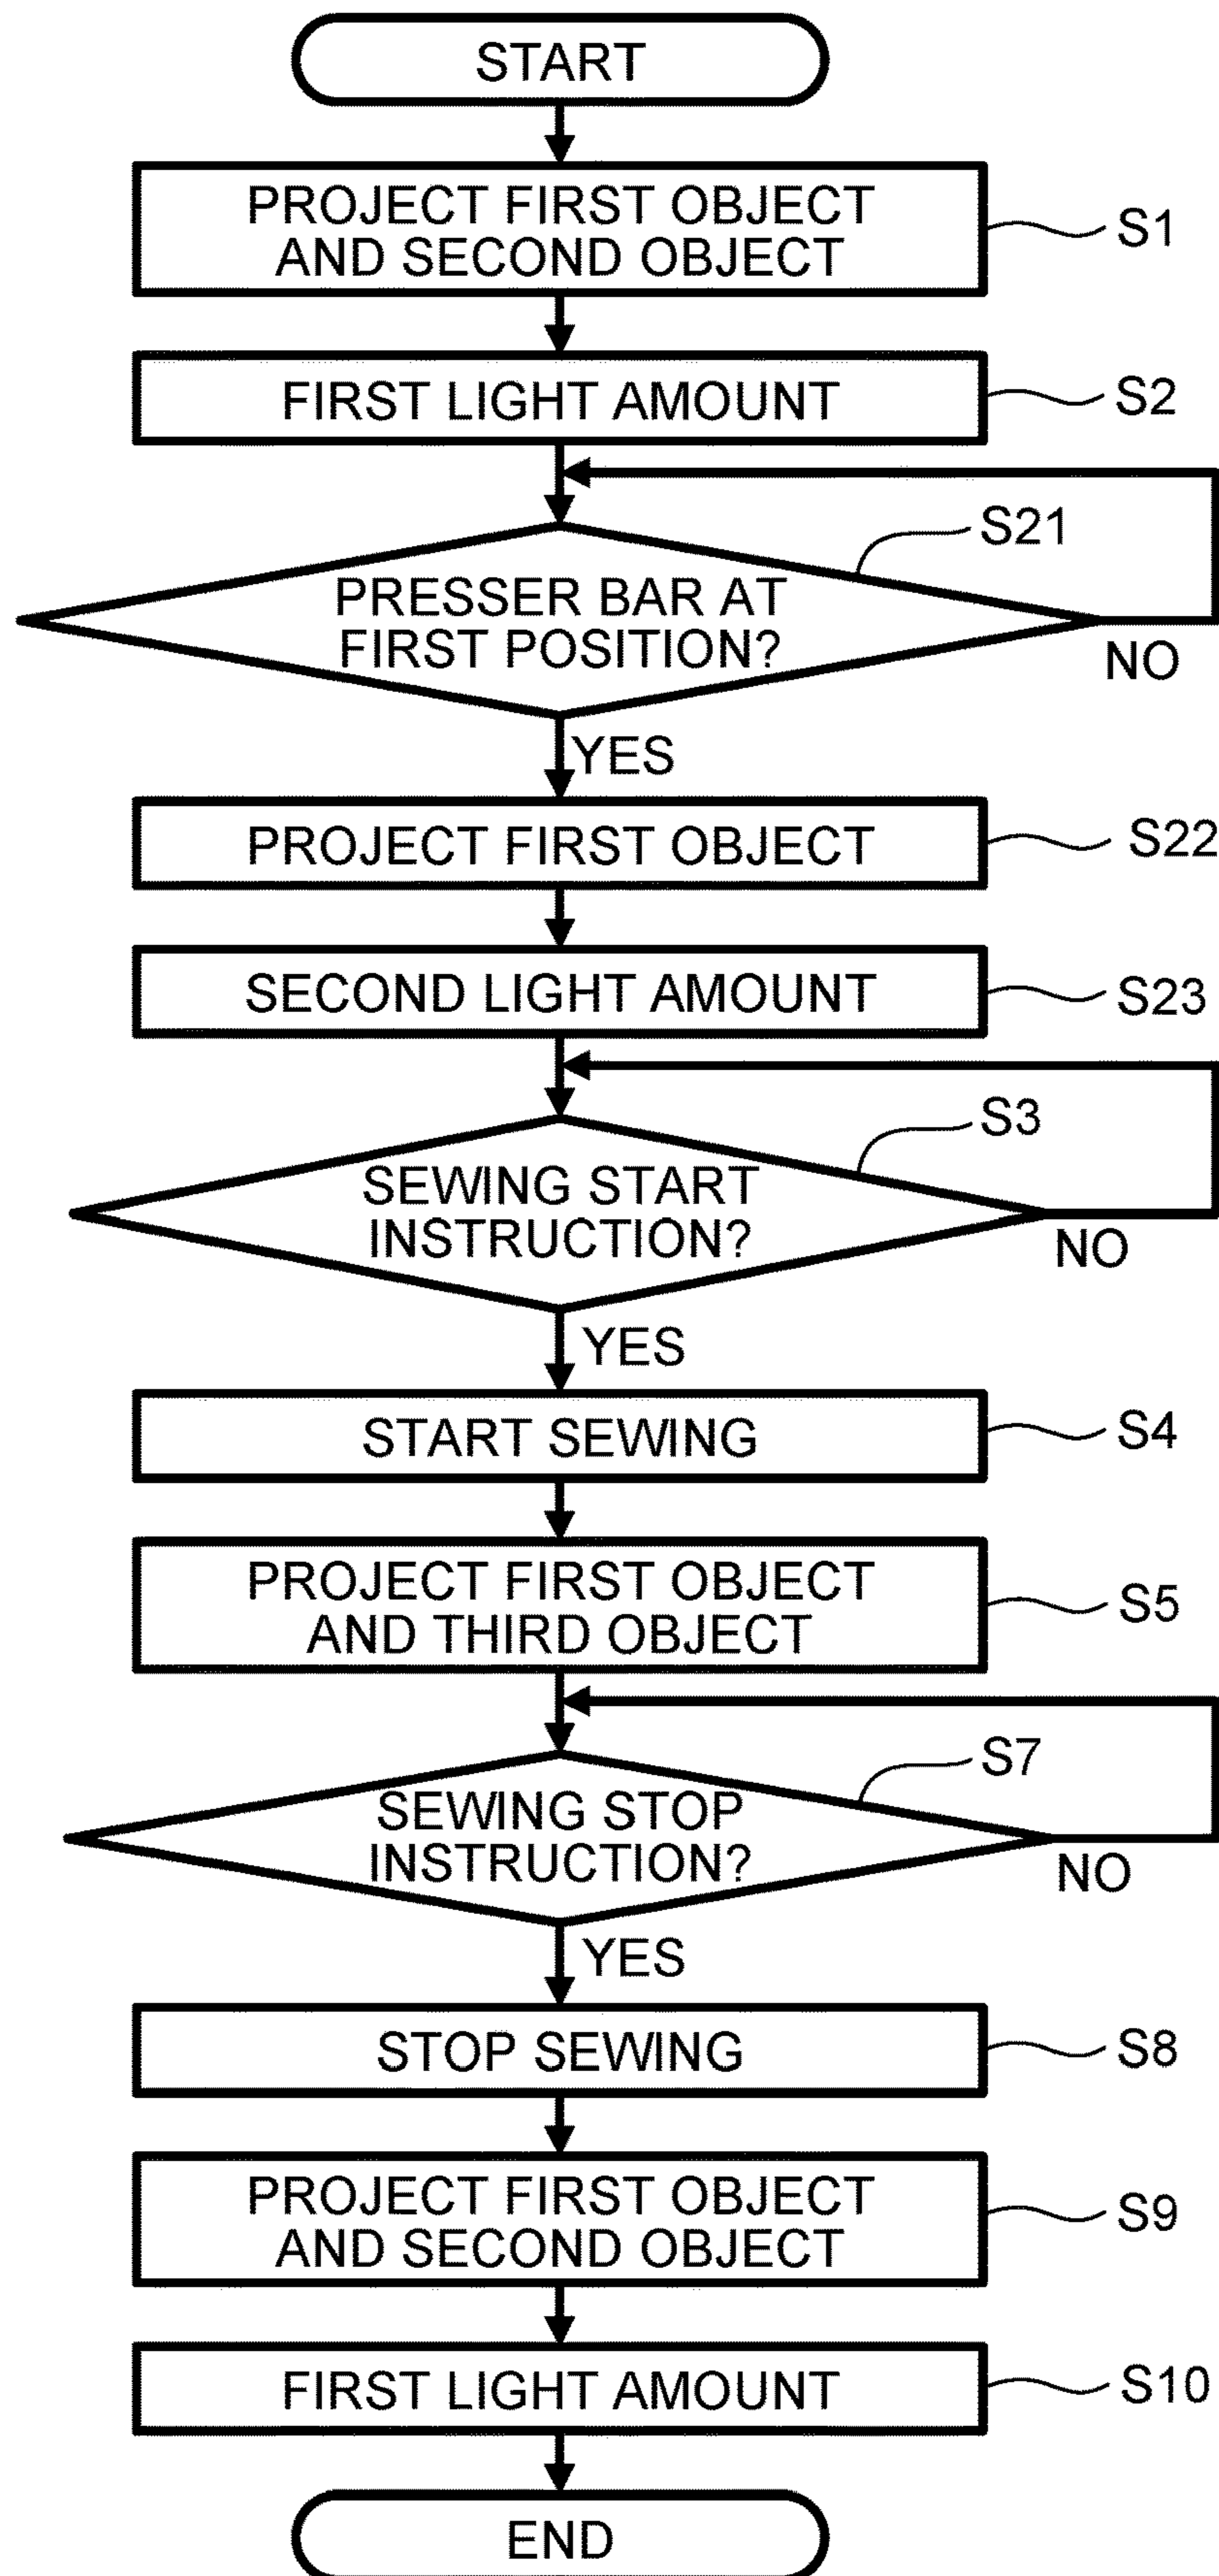 START
PROJECT FIRST OBJECT
AND SECOND OBJECT
S1
FIRST LIGHT AMOUNT
S2
S21
PRESSER BAR AT
FIRST POSITION?
NO
YES
PROJECT FIRST OBJECT
S22
SECOND LIGHT AMOUNT
S23
S3
SEWING START
INSTRUCTION?
NO
YES
START SEWING
S4
PROJECT FIRST OBJECT
AND THIRD OBJECT
S5
S7
SEWING STOP
INSTRUCTION?
NO
YES
STOP SEWING
S8
PROJECT FIRST OBJECT
AND SECOND OBJECT
S9
FIRST LIGHT AMOUNT
S10
END